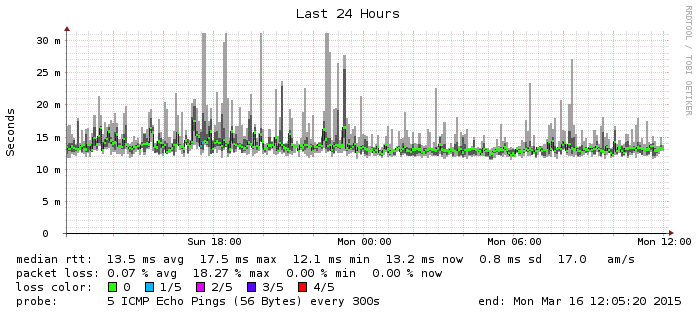 Last 24 Hours
RRDTOOL / TOBI OETIKER
Seconds
30 m
25 m
20 m
15 m
10 m
5 m
0
Sun 18:00 Mon 00:00 Mon 06:00 Mon 12:00
median rtt: 13.5 ms avg 17.5 ms max 12.1 ms min 13.2 ms now 0.8 ms sd 17.0 am/s
packet loss: 0.07 % avg 18.27 % max 0.00 % min 0.00 % now
loss color: 0 1/5 2/5 3/5 4/5
probe: 5 ICMP Echo Pings (56 Bytes) every 300s end: Mon Mar 16 12:05:20 2015